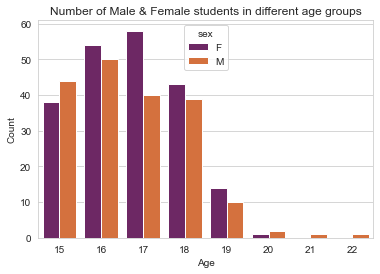 Number of Male & Female students in different age groups
sex
F
M
Count
60
50
40
30
20
10
0
15 16 17 18 19 20 21 22
Age